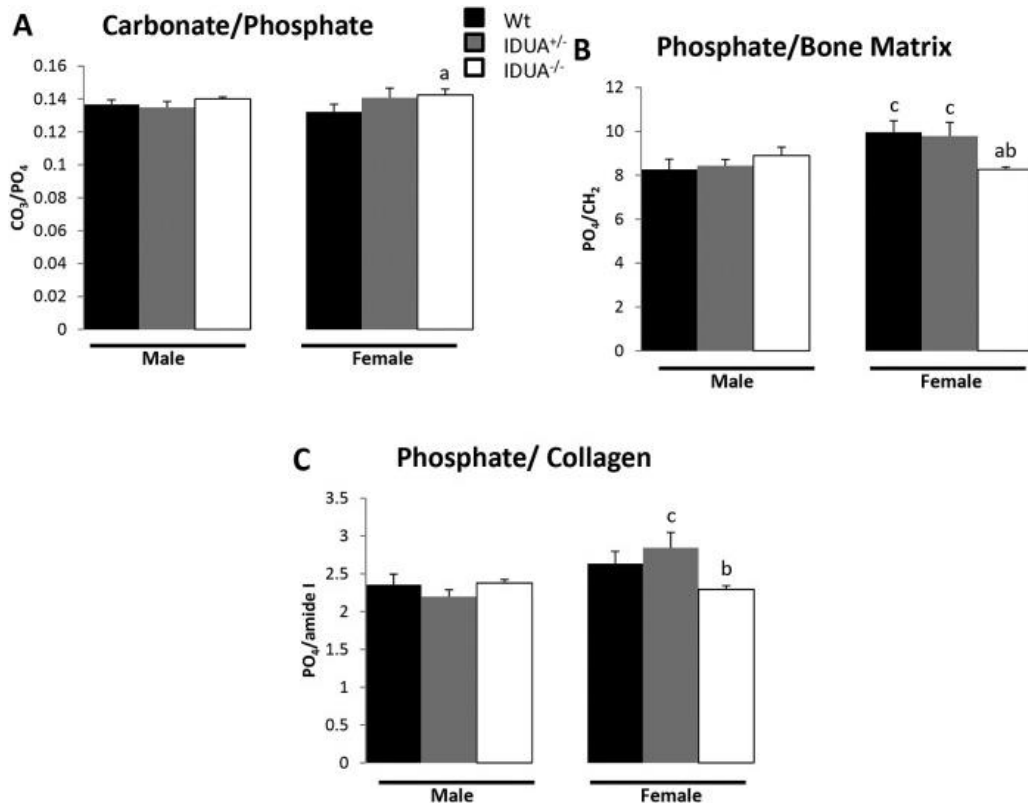 A Carbonate/Phosphate
Wt
IDUA+/-
IDUA-/-
0.16
0.14
0.12
0.1
0.08
0.06
0.04
0.02
0
CO3/PO4
a
Male
Female
B Phosphate/Bone Matrix
12
10
8
6
4
2
0
PO4/CH2
c
c
ab
Male
Female
C Phosphate/ Collagen
3.5
3
2.5
2
1.5
1
0.5
0
PO4/amide I
c
b
Male
Female